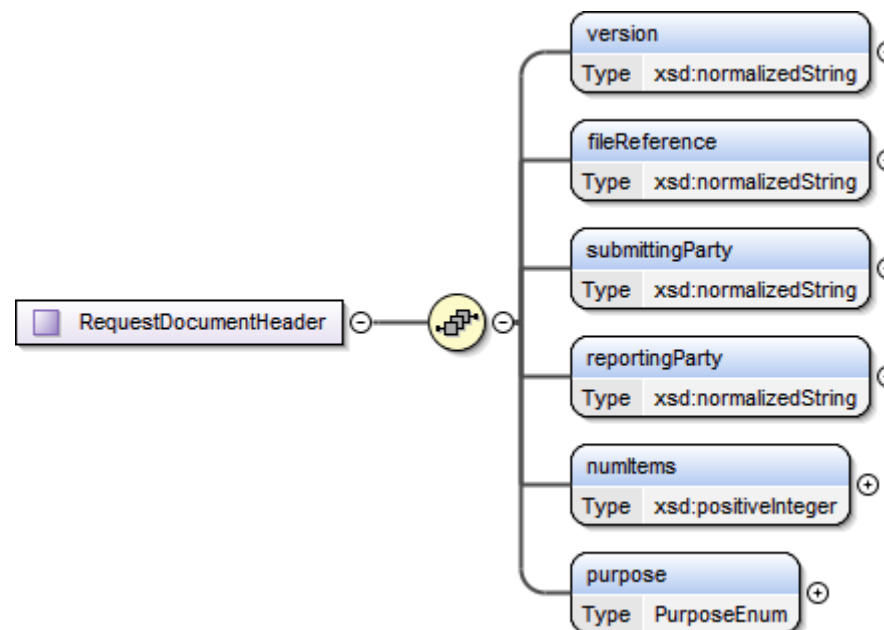 version
Type xsd:normalizedString
fileReference
Type xsd:normalizedString
submittingParty
Type xsd:normalizedString
RequestDocumentHeader
reportingParty
Type xsd:normalizedString
numItems
Type xsd:positiveInteger
purpose
Type PurposeEnum